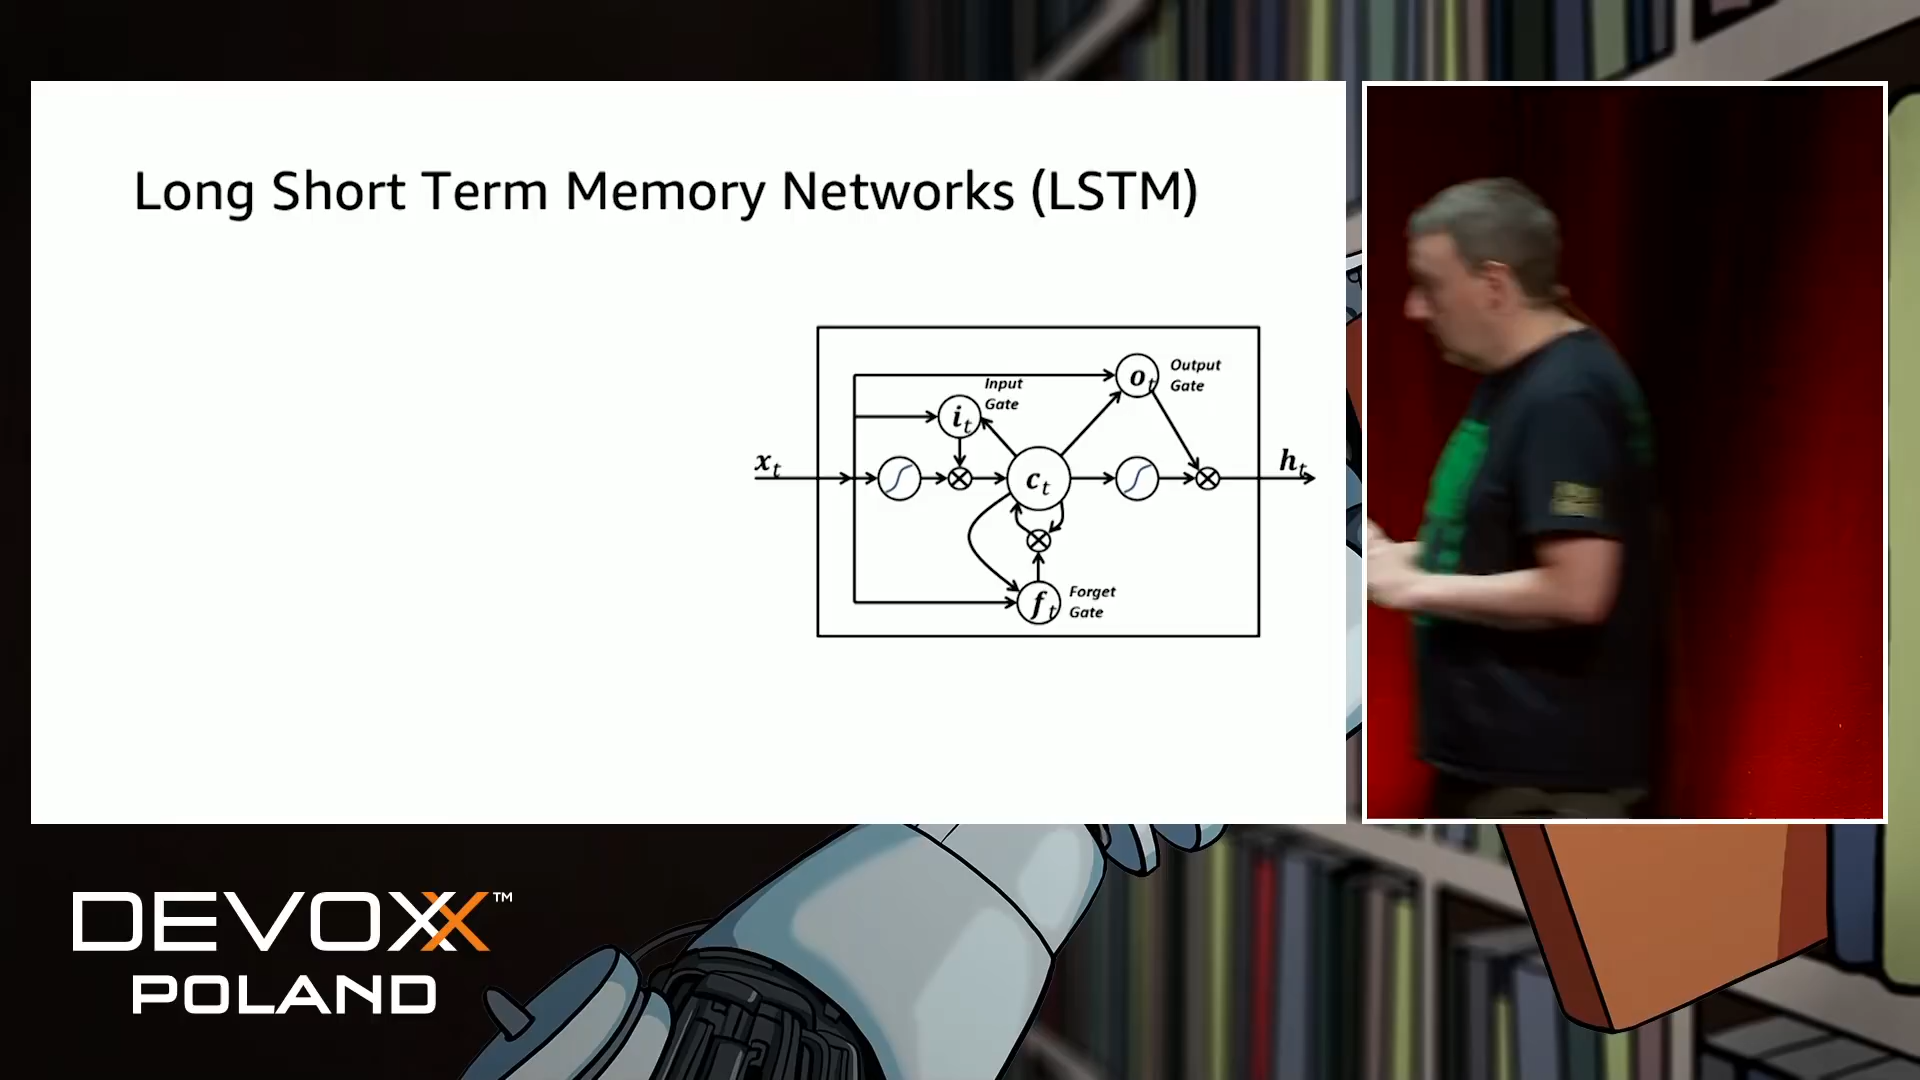 Long Short Term Memory Networks (LSTM)
Output
Gate
Input
Gate
o_t
i_t
x_t
c_t
h_t
f_t
Forget
Gate
DEVOXX™
POLAND